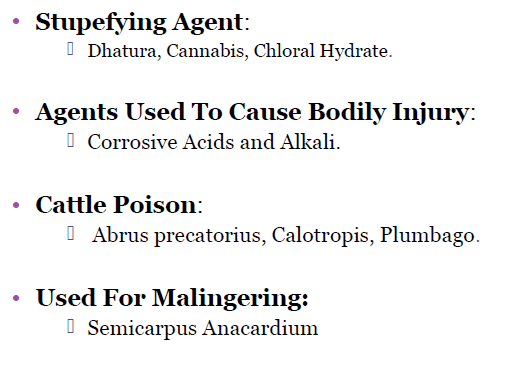 • Stupefying Agent:
Dhatura, Cannabis, Chloral Hydrate.
• Agents Used To Cause Bodily Injury:
Corrosive Acids and Alkali.
• Cattle Poison:
Abrus precatorius, Calotropis, Plumbago.
• Used For Malingering:
Semicarpus Anacardium